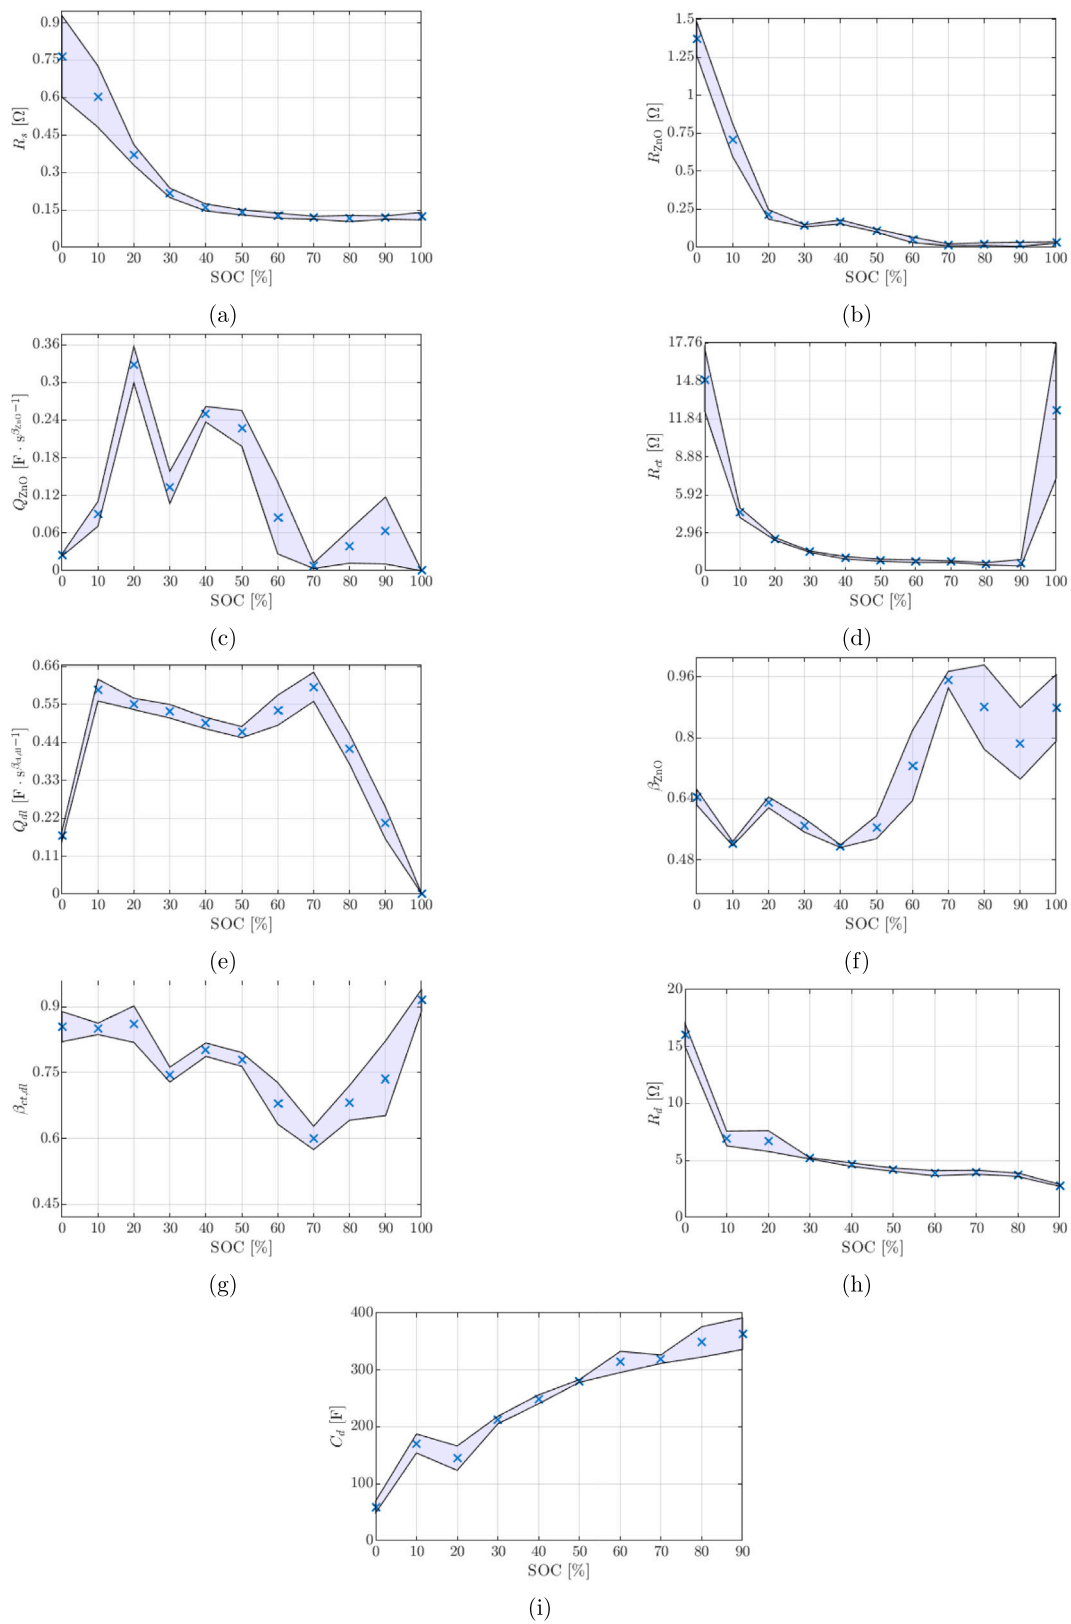 0.9
0.75
0.6
0.45
0.3
0.15
0
R_s [Ω]
0 10 20 30 40 50 60 70 80 90 100
SOC [%]
(a)
1.5
1.25
1
0.75
0.5
0.25
0
R_ZnO [Ω]
0 10 20 30 40 50 60 70 80 90 100
SOC [%]
(b)
0.36
0.3
0.24
0.18
0.12
0.06
0
Q_ZnO [F · s^β_ZnO−1]
0 10 20 30 40 50 60 70 80 90 100
SOC [%]
(c)
17.76
14.8
11.84
8.88
5.92
2.96
0
R_ct [Ω]
0 10 20 30 40 50 60 70 80 90 100
SOC [%]
(d)
0.66
0.55
0.44
0.33
0.22
0.11
0
Q_dl [F · s^β_ct,dl−1]
0 10 20 30 40 50 60 70 80 90 100
SOC [%]
(e)
0.96
0.8
0.64
0.48
β_ZnO
0 10 20 30 40 50 60 70 80 90 100
SOC [%]
(f)
0.9
0.75
0.6
0.45
β_ct,dl
0 10 20 30 40 50 60 70 80 90 100
SOC [%]
(g)
20
15
10
5
0
R_d [Ω]
0 10 20 30 40 50 60 70 80 90
SOC [%]
(h)
400
300
200
100
0
C_d [F]
0 10 20 30 40 50 60 70 80 90
SOC [%]
(i)